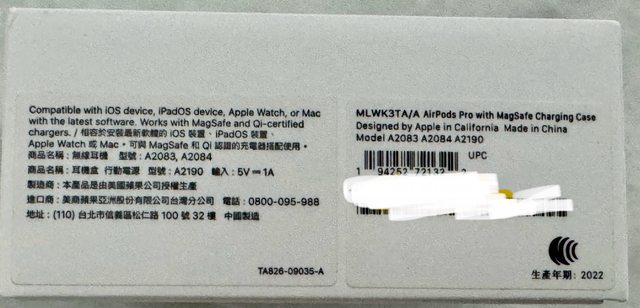 Compatible with iOS device, iPadOS device, Apple Watch, or Mac
with the latest software. Works with MagSafe and Qi-certified
chargers. / 相容於安裝最新軟體的 iOS 裝置、iPadOS 裝置、
Apple Watch 或 Mac。可與 MagSafe 和 Qi 認證的充電器搭配使用。
商品名稱：無線耳機 型號：A2083, A2084
商品名稱：耳機盒 行動電源 型號：A2190 輸入：5V⎓1A
製造商：本產品是由美國蘋果公司授權生產
進口商：美商蘋果亞洲股份有限公司台灣分公司 電話：0800-095-988
地址：(110) 台北市信義區松仁路 100 號 32 樓 中國製造
TA826-09035-A
MLWK3TA/A AirPods Pro with MagSafe Charging Case
Designed by Apple in California Made in China
Model A2083 A2084 A2190
UPC
1 94252 72132 2
生產年期: 2022